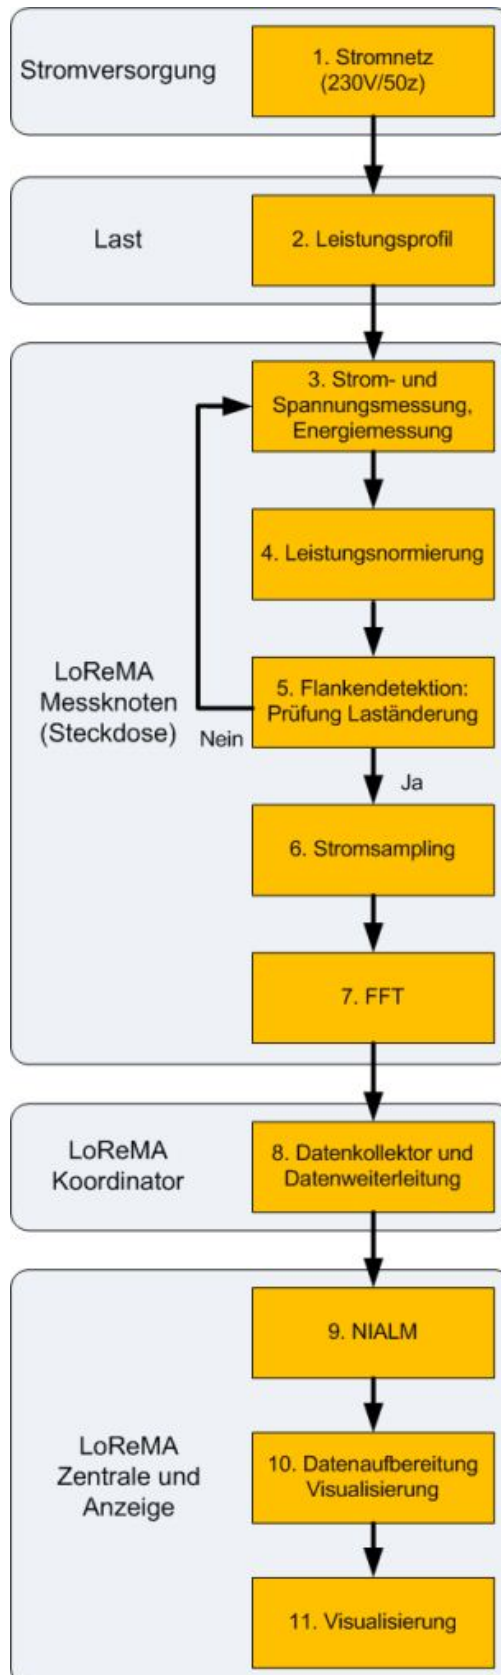 Stromversorgung
1. Stromnetz
(230V/50z)
Last
2. Leistungsprofil
LoReMA
Messknoten
(Steckdose)
3. Strom- und
Spannungsmessung,
Energiemessung
4. Leistungsnormierung
5. Flankendetektion:
Prüfung Laständerung
Nein
Ja
6. Stromsampling
7. FFT
LoReMA
Koordinator
8. Datenkollektor und
Datenweiterleitung
LoReMA
Zentrale und
Anzeige
9. NIALM
10. Datenaufbereitung
Visualisierung
11. Visualisierung